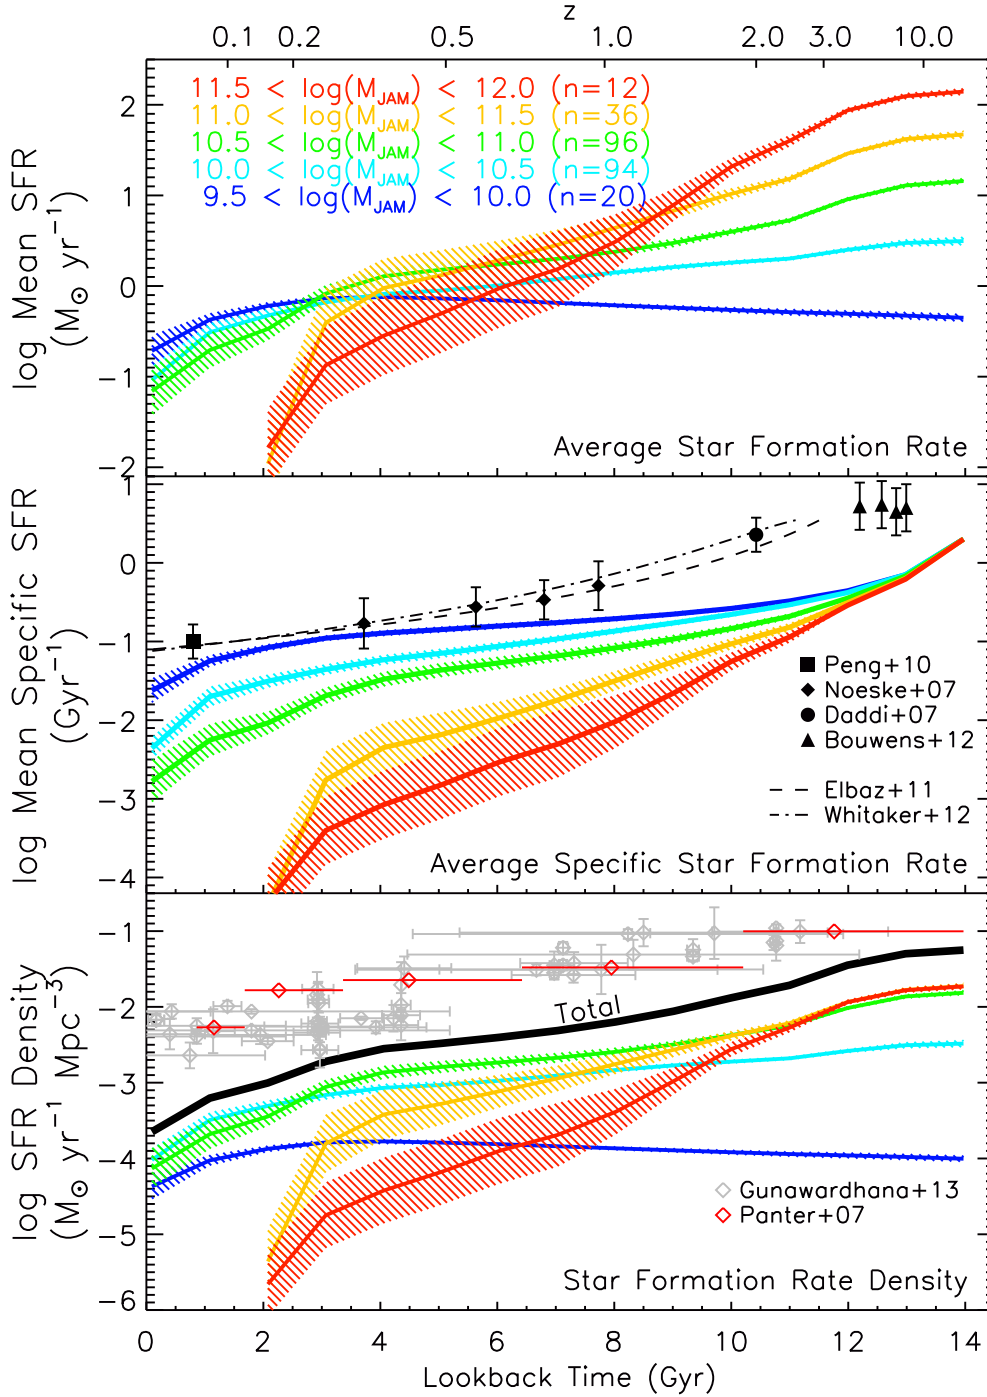 z
0.1 0.2 0.5 1.0 2.0 3.0 10.0
11.5 < log(M_JAM) < 12.0 (n=12)
11.0 < log(M_JAM) < 11.5 (n=36)
10.5 < log(M_JAM) < 11.0 (n=96)
10.0 < log(M_JAM) < 10.5 (n=94)
9.5 < log(M_JAM) < 10.0 (n=20)
log Mean SFR
(M⊙ yr⁻¹)
2
1
0
−1
−2
Average Star Formation Rate
log Mean Specific SFR
(Gyr⁻¹)
1
0
−1
−2
−3
−4
Peng+10
Noeske+07
Daddi+07
Bouwens+12
Elbaz+11
Whitaker+12
Average Specific Star Formation Rate
log SFR Density
(M⊙ yr⁻¹ Mpc⁻³)
−1
−2
−3
−4
−5
−6
Total
Gunawardhana+13
Panter+07
Star Formation Rate Density
0 2 4 6 8 10 12 14
Lookback Time (Gyr)